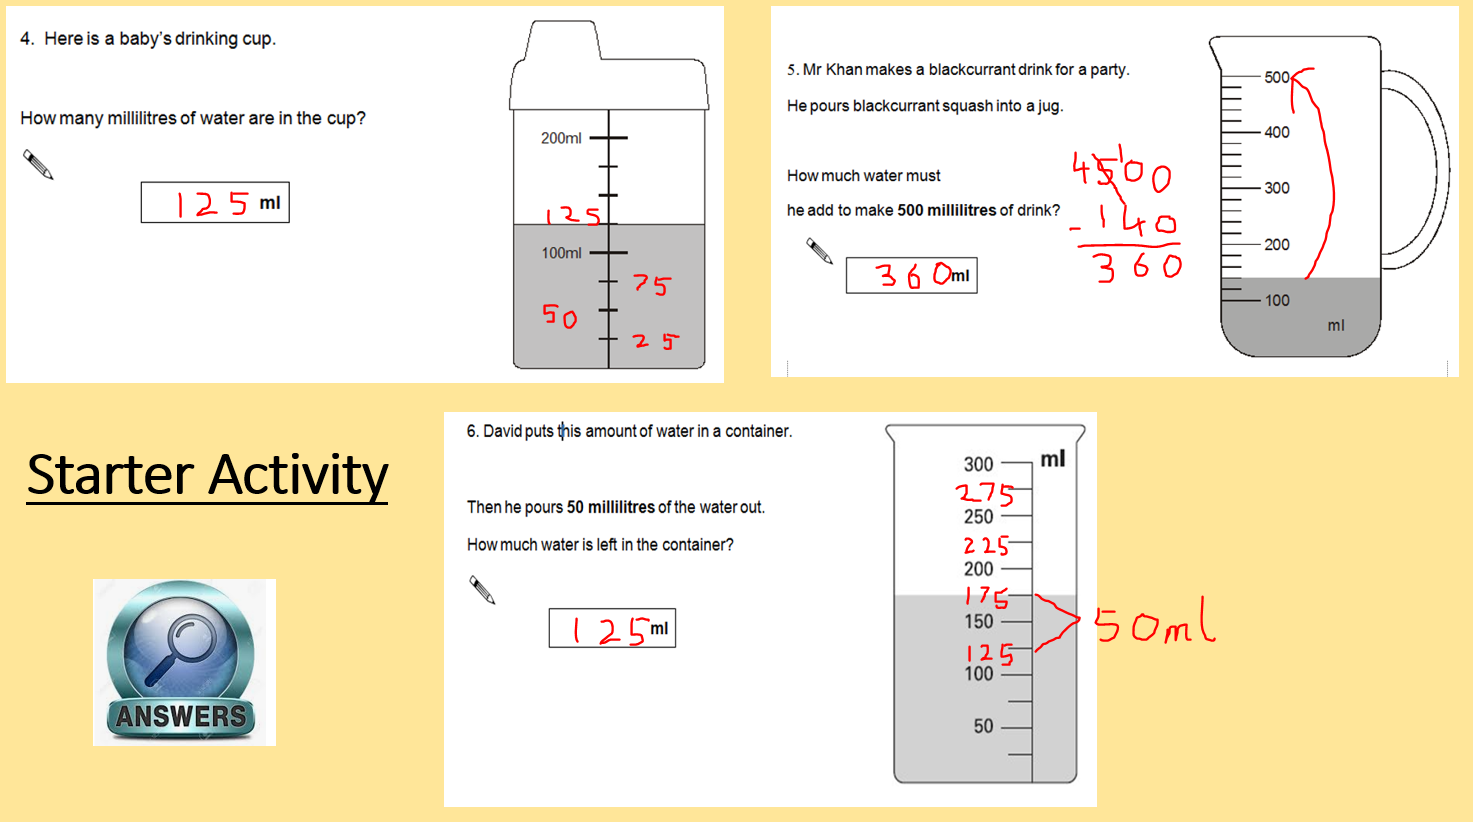 4. Here is a baby's drinking cup.
How many millilitres of water are in the cup?
125 ml
200ml
125
100ml
75
50
25
5. Mr Khan makes a blackcurrant drink for a party.
He pours blackcurrant squash into a jug.
How much water must
he add to make 500 millilitres of drink?
360ml
4 5100
- 140
360
500
400
300
200
100
ml
Starter Activity
ANSWERS
6. David puts this amount of water in a container.
Then he pours 50 millilitres of the water out.
How much water is left in the container?
125ml
ml
300
275
250
225
200
175
150
125
100
50
50ml